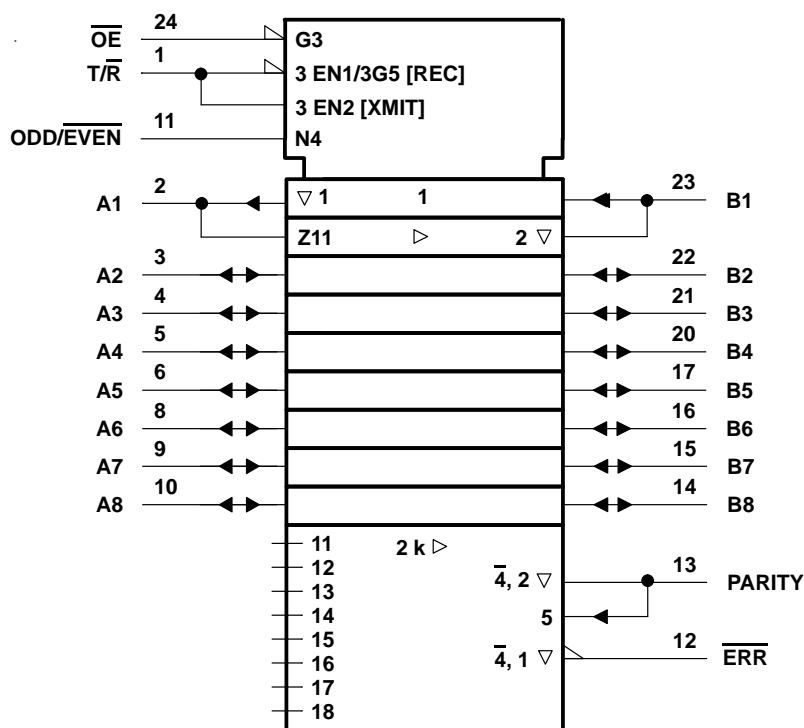 OE 24 G3
T/R 1 3 EN1/3G5 [REC]
3 EN2 [XMIT]
ODD/EVEN 11 N4
A1 2 ▽ 1 1 23 B1
Z11 ▷ 2 ▽
A2 3 22 B2
A3 4 21 B3
A4 5 20 B4
A5 6 17 B5
A6 8 16 B6
A7 9 15 B7
A8 10 14 B8
11 2 k ▷
12 4, 2 ▽ 13 PARITY
13
14 5
15
16 4, 1 ▽ 12 ERR
17
18